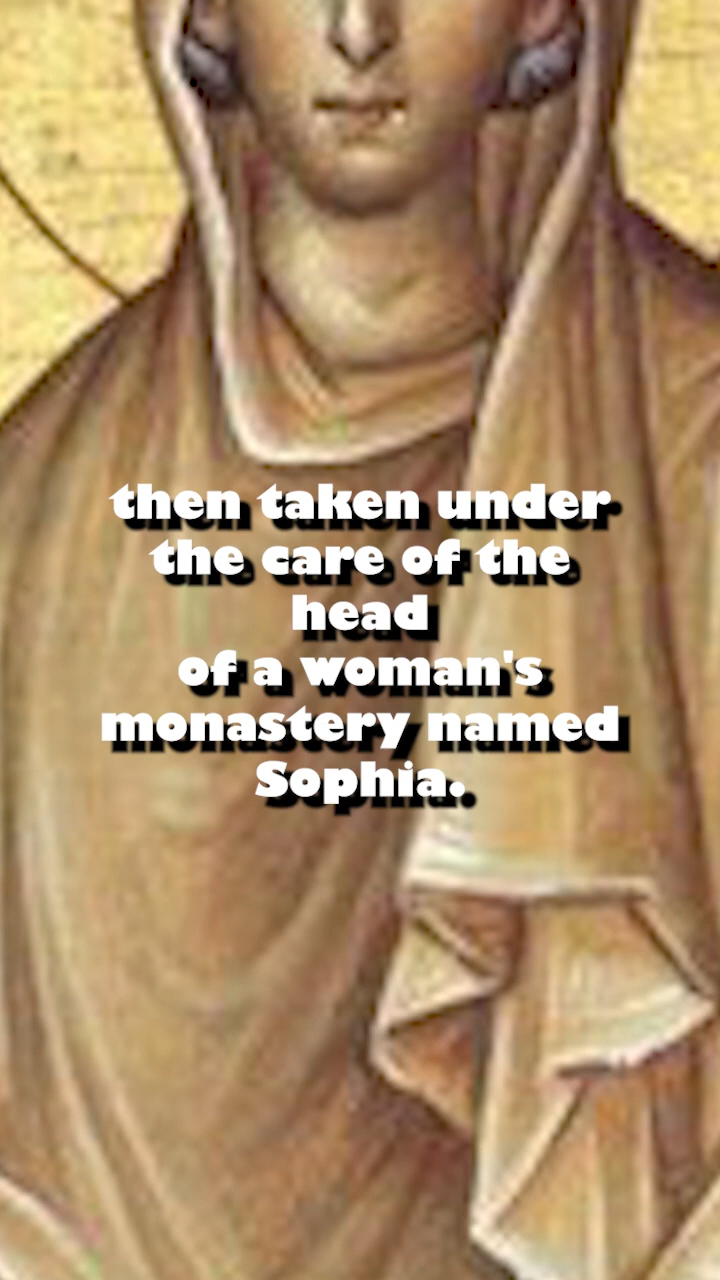 then taken under
the care of the
head
of a woman's
monastery named
Sophia.